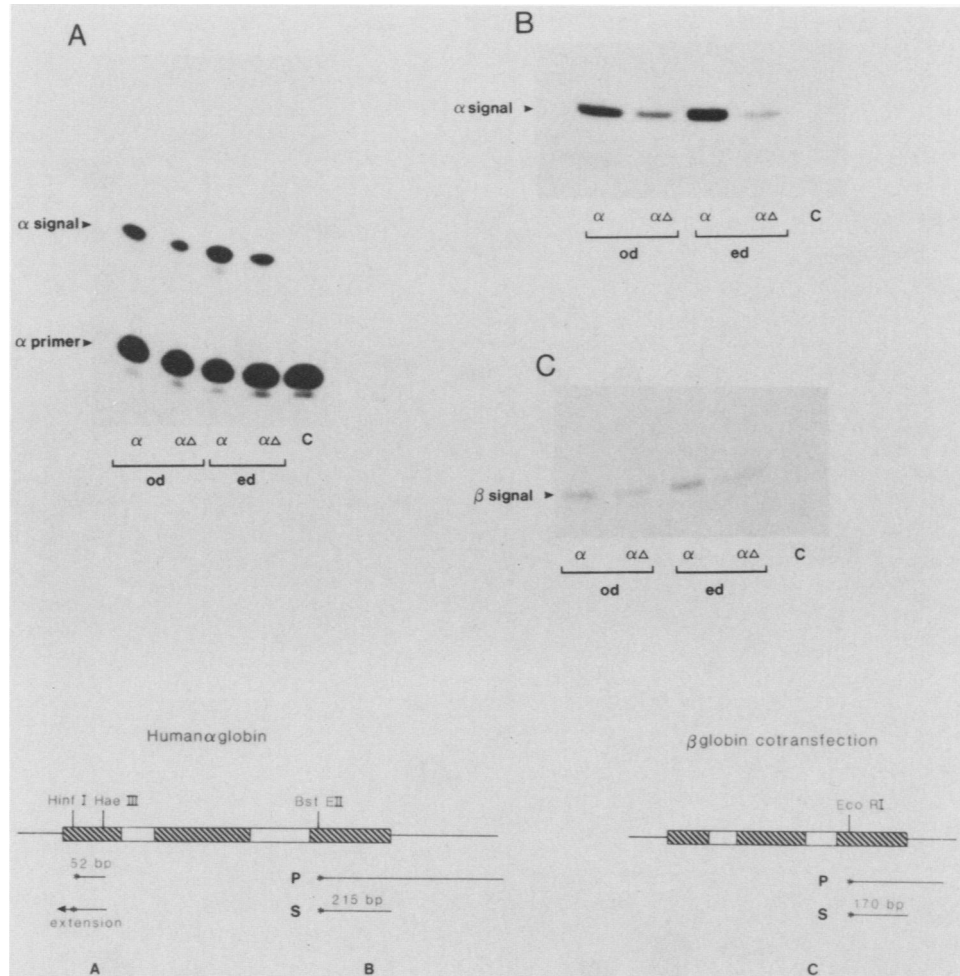 A
α signal
α primer
α αΔ α αΔ C
od ed
B
α signal
α αΔ α αΔ C
od ed
C
β signal
α αΔ α αΔ C
od ed
Human α globin
Hinf I Hae III Bst EII
52 bp
extension
P
S 215 bp
A B
β globin cotransfection
Eco RI
P
S 170 bp
C